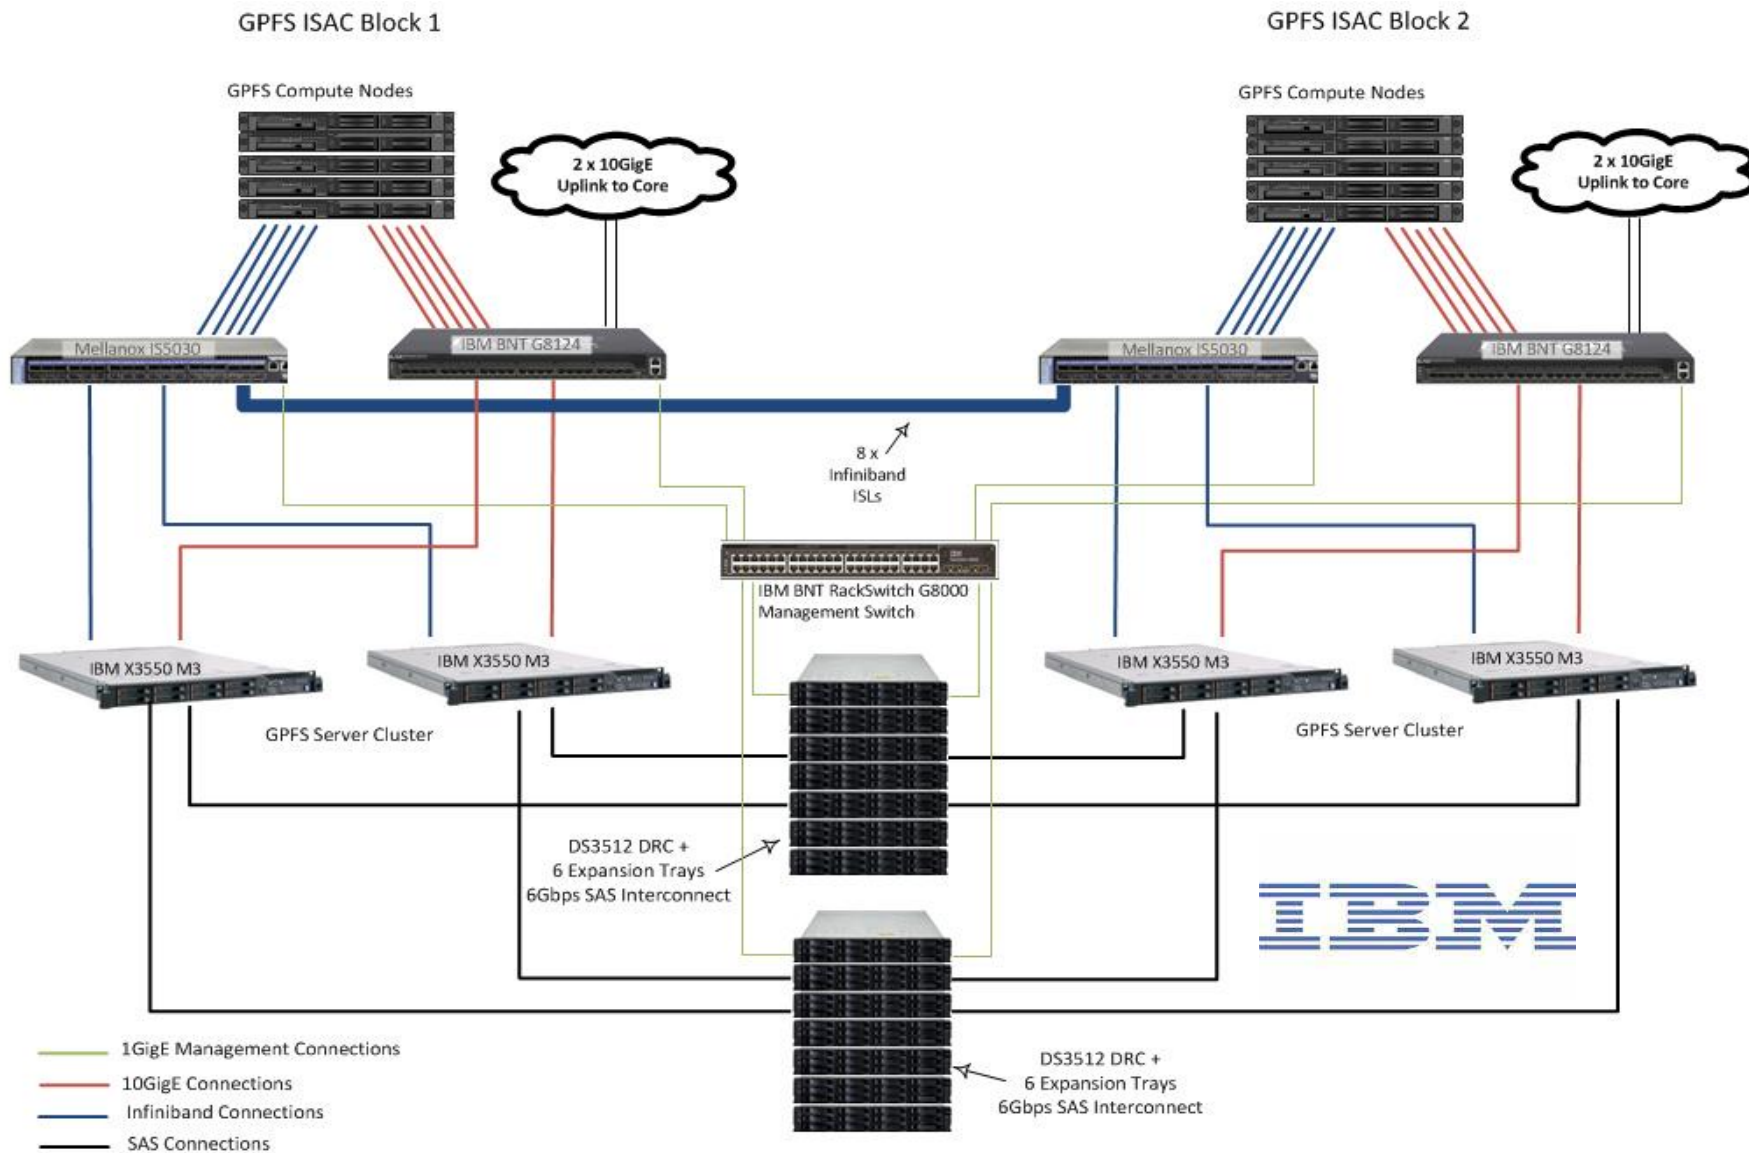 GPFS ISAC Block 1
GPFS ISAC Block 2
GPFS Compute Nodes
GPFS Compute Nodes
2 x 10GigE
Uplink to Core
2 x 10GigE
Uplink to Core
Mellanox IS5030
IBM BNT G8124
Mellanox IS5030
IBM BNT G8124
8 x
Infiniband
ISLs
IBM BNT RackSwitch G8000
Management Switch
IBM X3550 M3
IBM X3550 M3
IBM X3550 M3
IBM X3550 M3
GPFS Server Cluster
GPFS Server Cluster
DS3512 DRC +
6 Expansion Trays
6Gbps SAS Interconnect
IBM
DS3512 DRC +
6 Expansion Trays
6Gbps SAS Interconnect
1GigE Management Connections
10GigE Connections
Infiniband Connections
SAS Connections